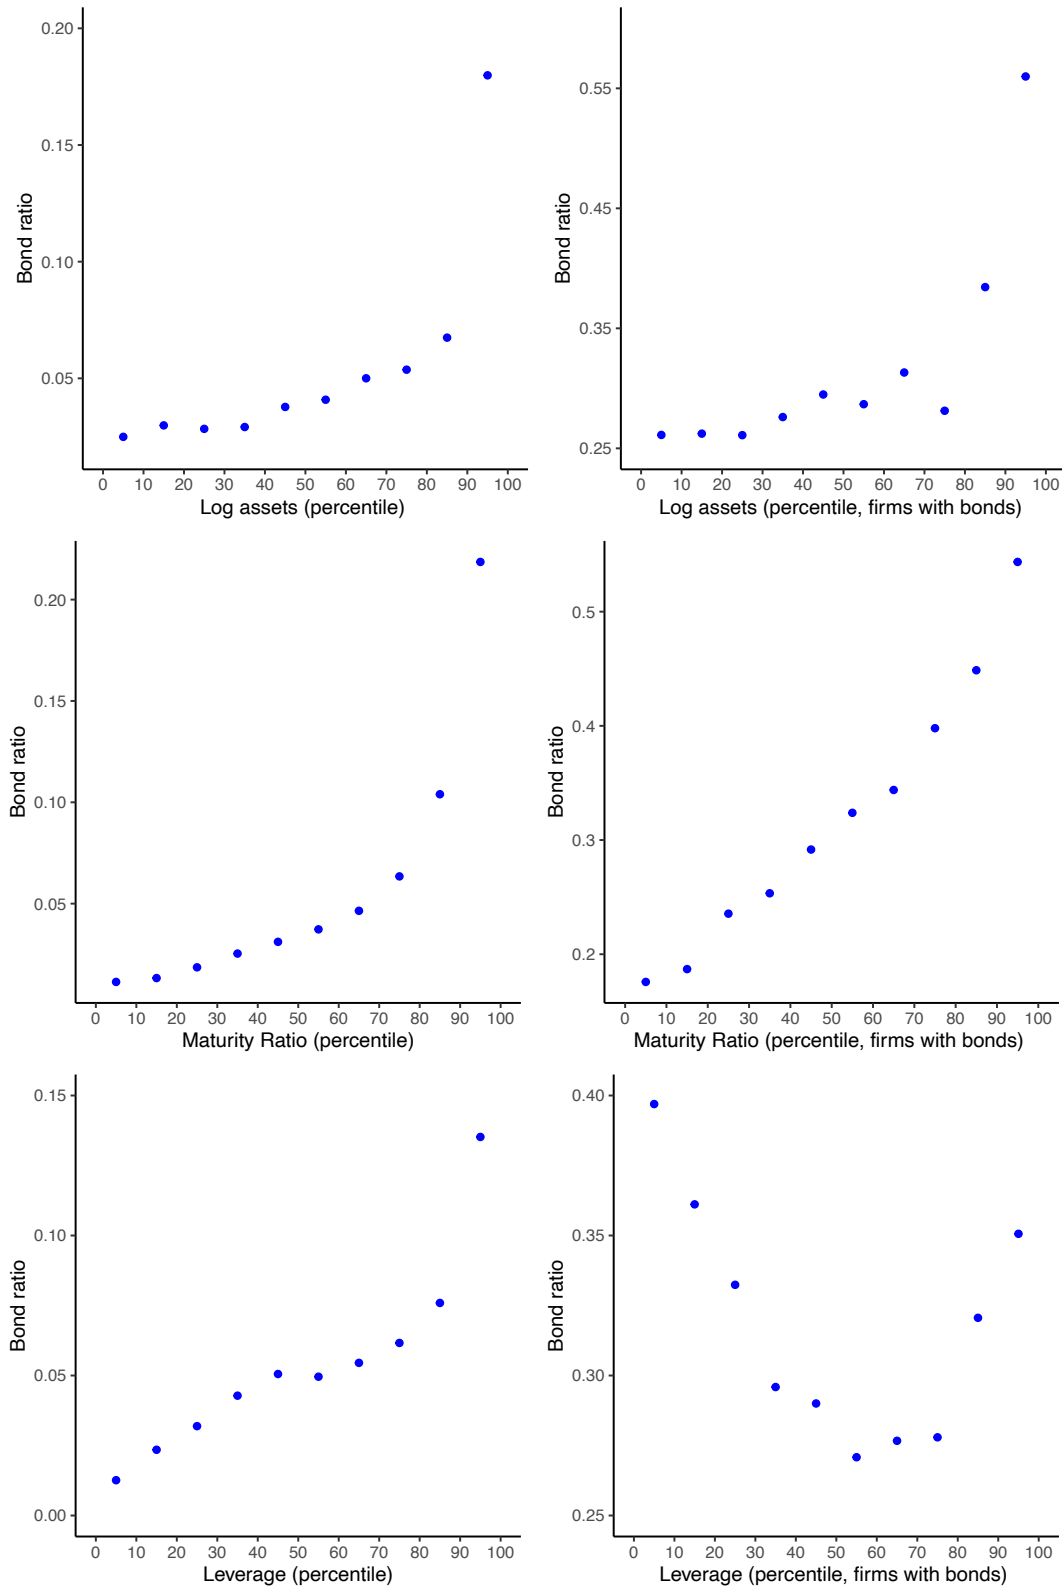 0.20
0.15
0.10
0.05
Bond ratio
0 10 20 30 40 50 60 70 80 90 100
Log assets (percentile)
0.55
0.45
0.35
0.25
Bond ratio
0 10 20 30 40 50 60 70 80 90 100
Log assets (percentile, firms with bonds)
0.20
0.15
0.10
0.05
Bond ratio
0 10 20 30 40 50 60 70 80 90 100
Maturity Ratio (percentile)
0.5
0.4
0.3
0.2
Bond ratio
0 10 20 30 40 50 60 70 80 90 100
Maturity Ratio (percentile, firms with bonds)
0.15
0.10
0.05
0.00
Bond ratio
0 10 20 30 40 50 60 70 80 90 100
Leverage (percentile)
0.40
0.35
0.30
0.25
Bond ratio
0 10 20 30 40 50 60 70 80 90 100
Leverage (percentile, firms with bonds)